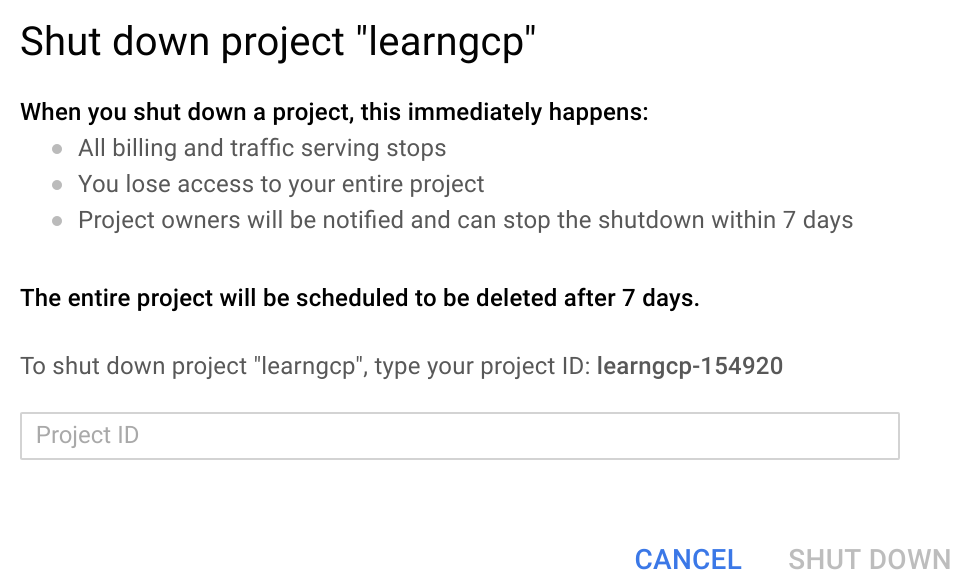 Shut down project "learngcp"
When you shut down a project, this immediately happens:
All billing and traffic serving stops
You lose access to your entire project
Project owners will be notified and can stop the shutdown within 7 days
The entire project will be scheduled to be deleted after 7 days.
To shut down project "learngcp", type your project ID: learngcp-154920
Project ID
CANCEL SHUT DOWN